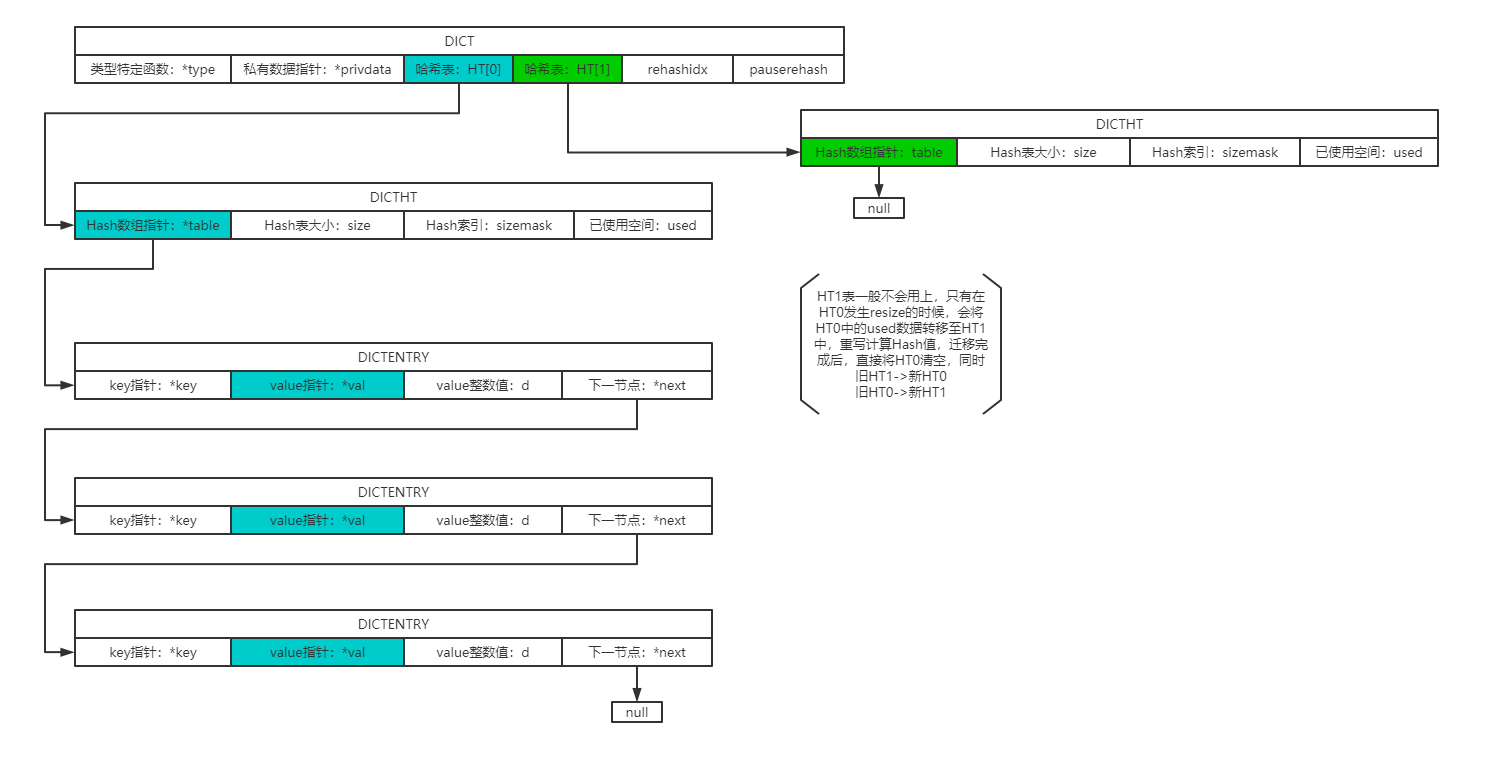 DICT
类型特定函数：*type 私有数据指针：*privdata 哈希表：HT[0] 哈希表：HT[1] rehashidx pauserehash
DICTHT
Hash数组指针：table Hash表大小：size Hash索引：sizemask 已使用空间：used
null
DICTHT
Hash数组指针：*table Hash表大小：size Hash索引：sizemask 已使用空间：used
HT1表一般不会用上，只有在
HT0发生resize的时候，会将
HT0中的used数据转移至HT1
中，重写计算Hash值，迁移完
成后，直接将HT0清空，同时
旧HT1->新HT0
旧HT0->新HT1
DICTENTRY
key指针：*key value指针：*val value整数值：d 下一节点：*next
DICTENTRY
key指针：*key value指针：*val value整数值：d 下一节点：*next
DICTENTRY
key指针：*key value指针：*val value整数值：d 下一节点：*next
null